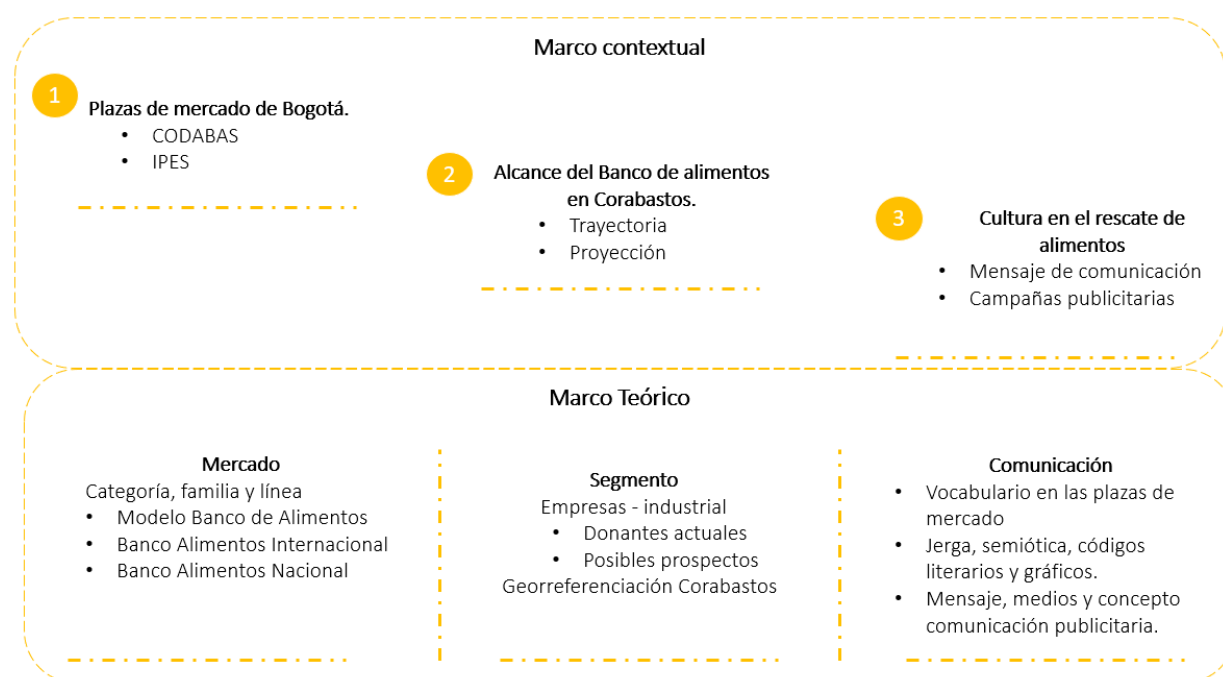 Marco contextual
1
Plazas de mercado de Bogotá.
• CODABAS
• IPES
2
Alcance del Banco de alimentos
en Corabastos.
• Trayectoria
• Proyección
3
Cultura en el rescate de
alimentos
• Mensaje de comunicación
• Campañas publicitarias
Marco Teórico
Mercado
Categoría, familia y línea
• Modelo Banco de Alimentos
• Banco Alimentos Internacional
• Banco Alimentos Nacional
Segmento
Empresas - industrial
• Donantes actuales
• Posibles prospectos
Georreferenciación Corabastos
Comunicación
• Vocabulario en las plazas de
mercado
• Jerga, semiótica, códigos
literarios y gráficos.
• Mensaje, medios y concepto
comunicación publicitaria.